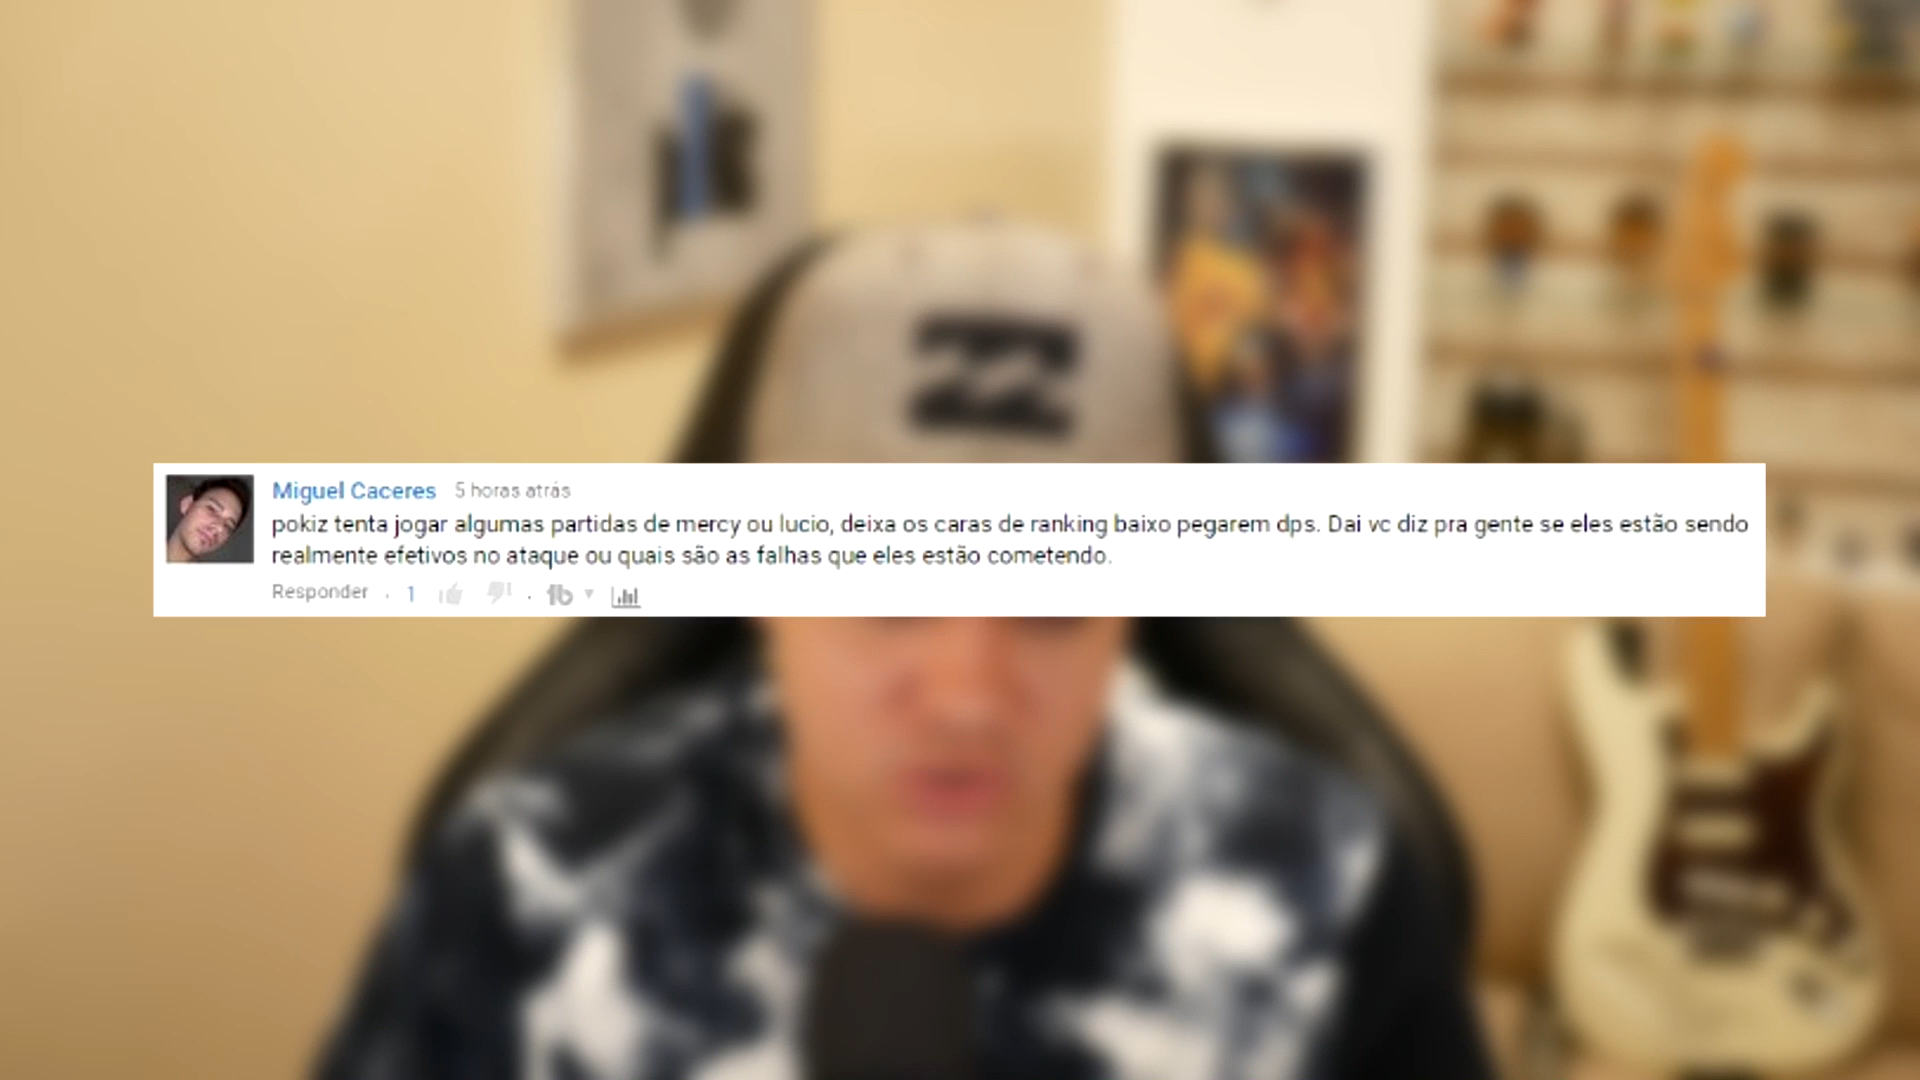 Miguel Caceres 5 horas atrás
pokiz tenta jogar algumas partidas de mercy ou lucio, deixa os caras de ranking baixo pegarem dps. Dai vc diz pra gente se eles estão sendo
realmente efetivos no ataque ou quais são as falhas que eles estão cometendo.
Responder . 1 .